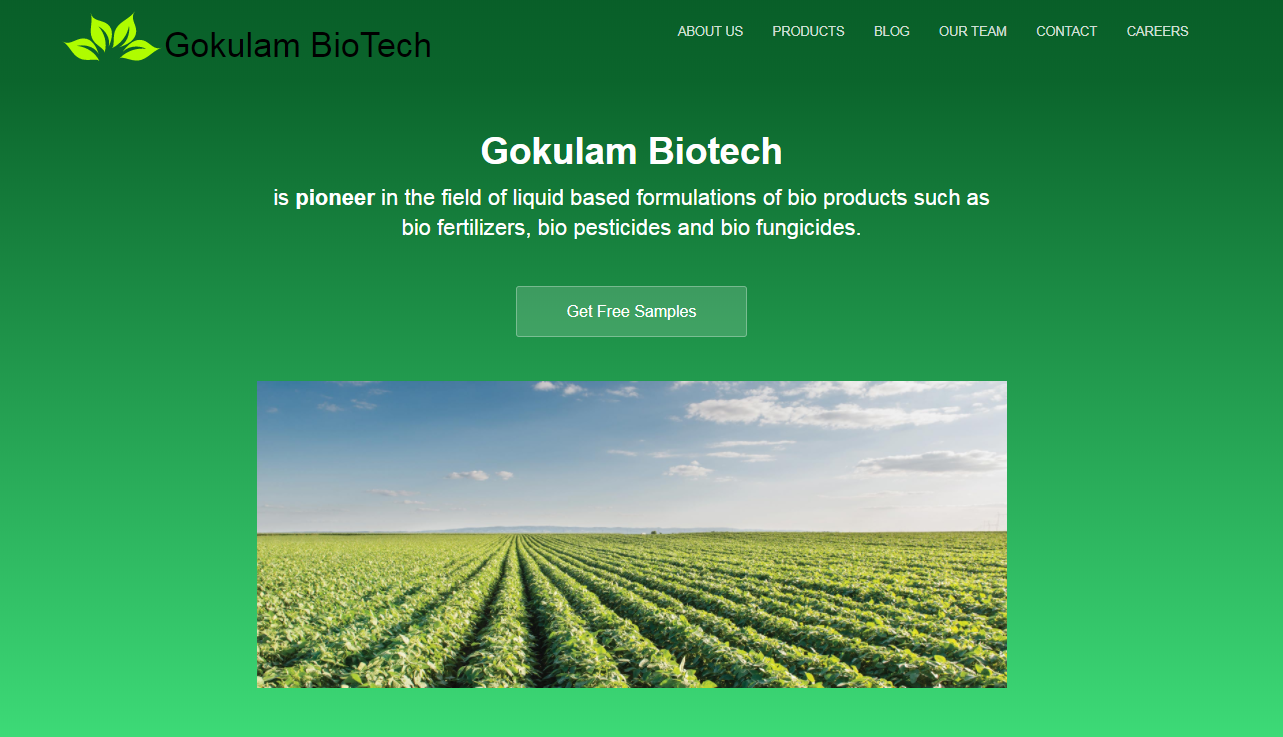 Gokulam BioTech
ABOUT US PRODUCTS BLOG OUR TEAM CONTACT CAREERS
Gokulam Biotech
is pioneer in the field of liquid based formulations of bio products such as
bio fertilizers, bio pesticides and bio fungicides.
Get Free Samples